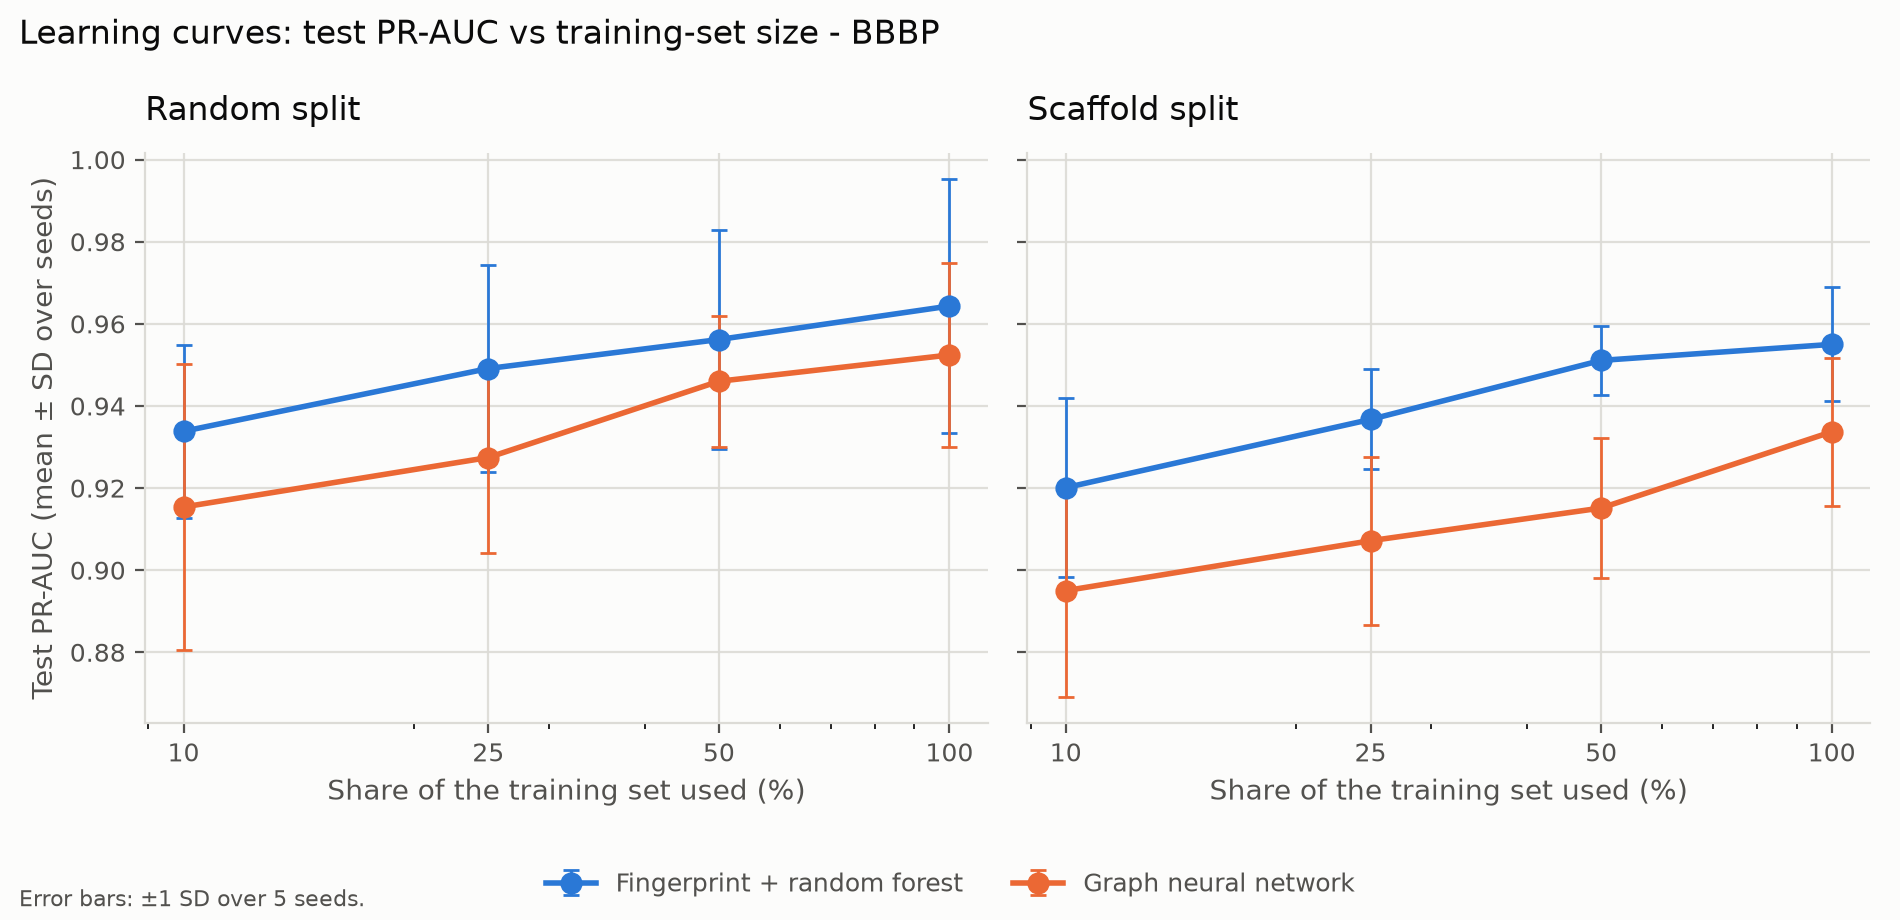 Learning curves: test PR-AUC vs training-set size - BBBP
Random split
Test PR-AUC (mean ± SD over seeds)
1.00
0.98
0.96
0.94
0.92
0.90
0.88
10
25
50
100
Share of the training set used (%)
Scaffold split
10
25
50
100
Share of the training set used (%)
Fingerprint + random forest
Graph neural network
Error bars: ±1 SD over 5 seeds.